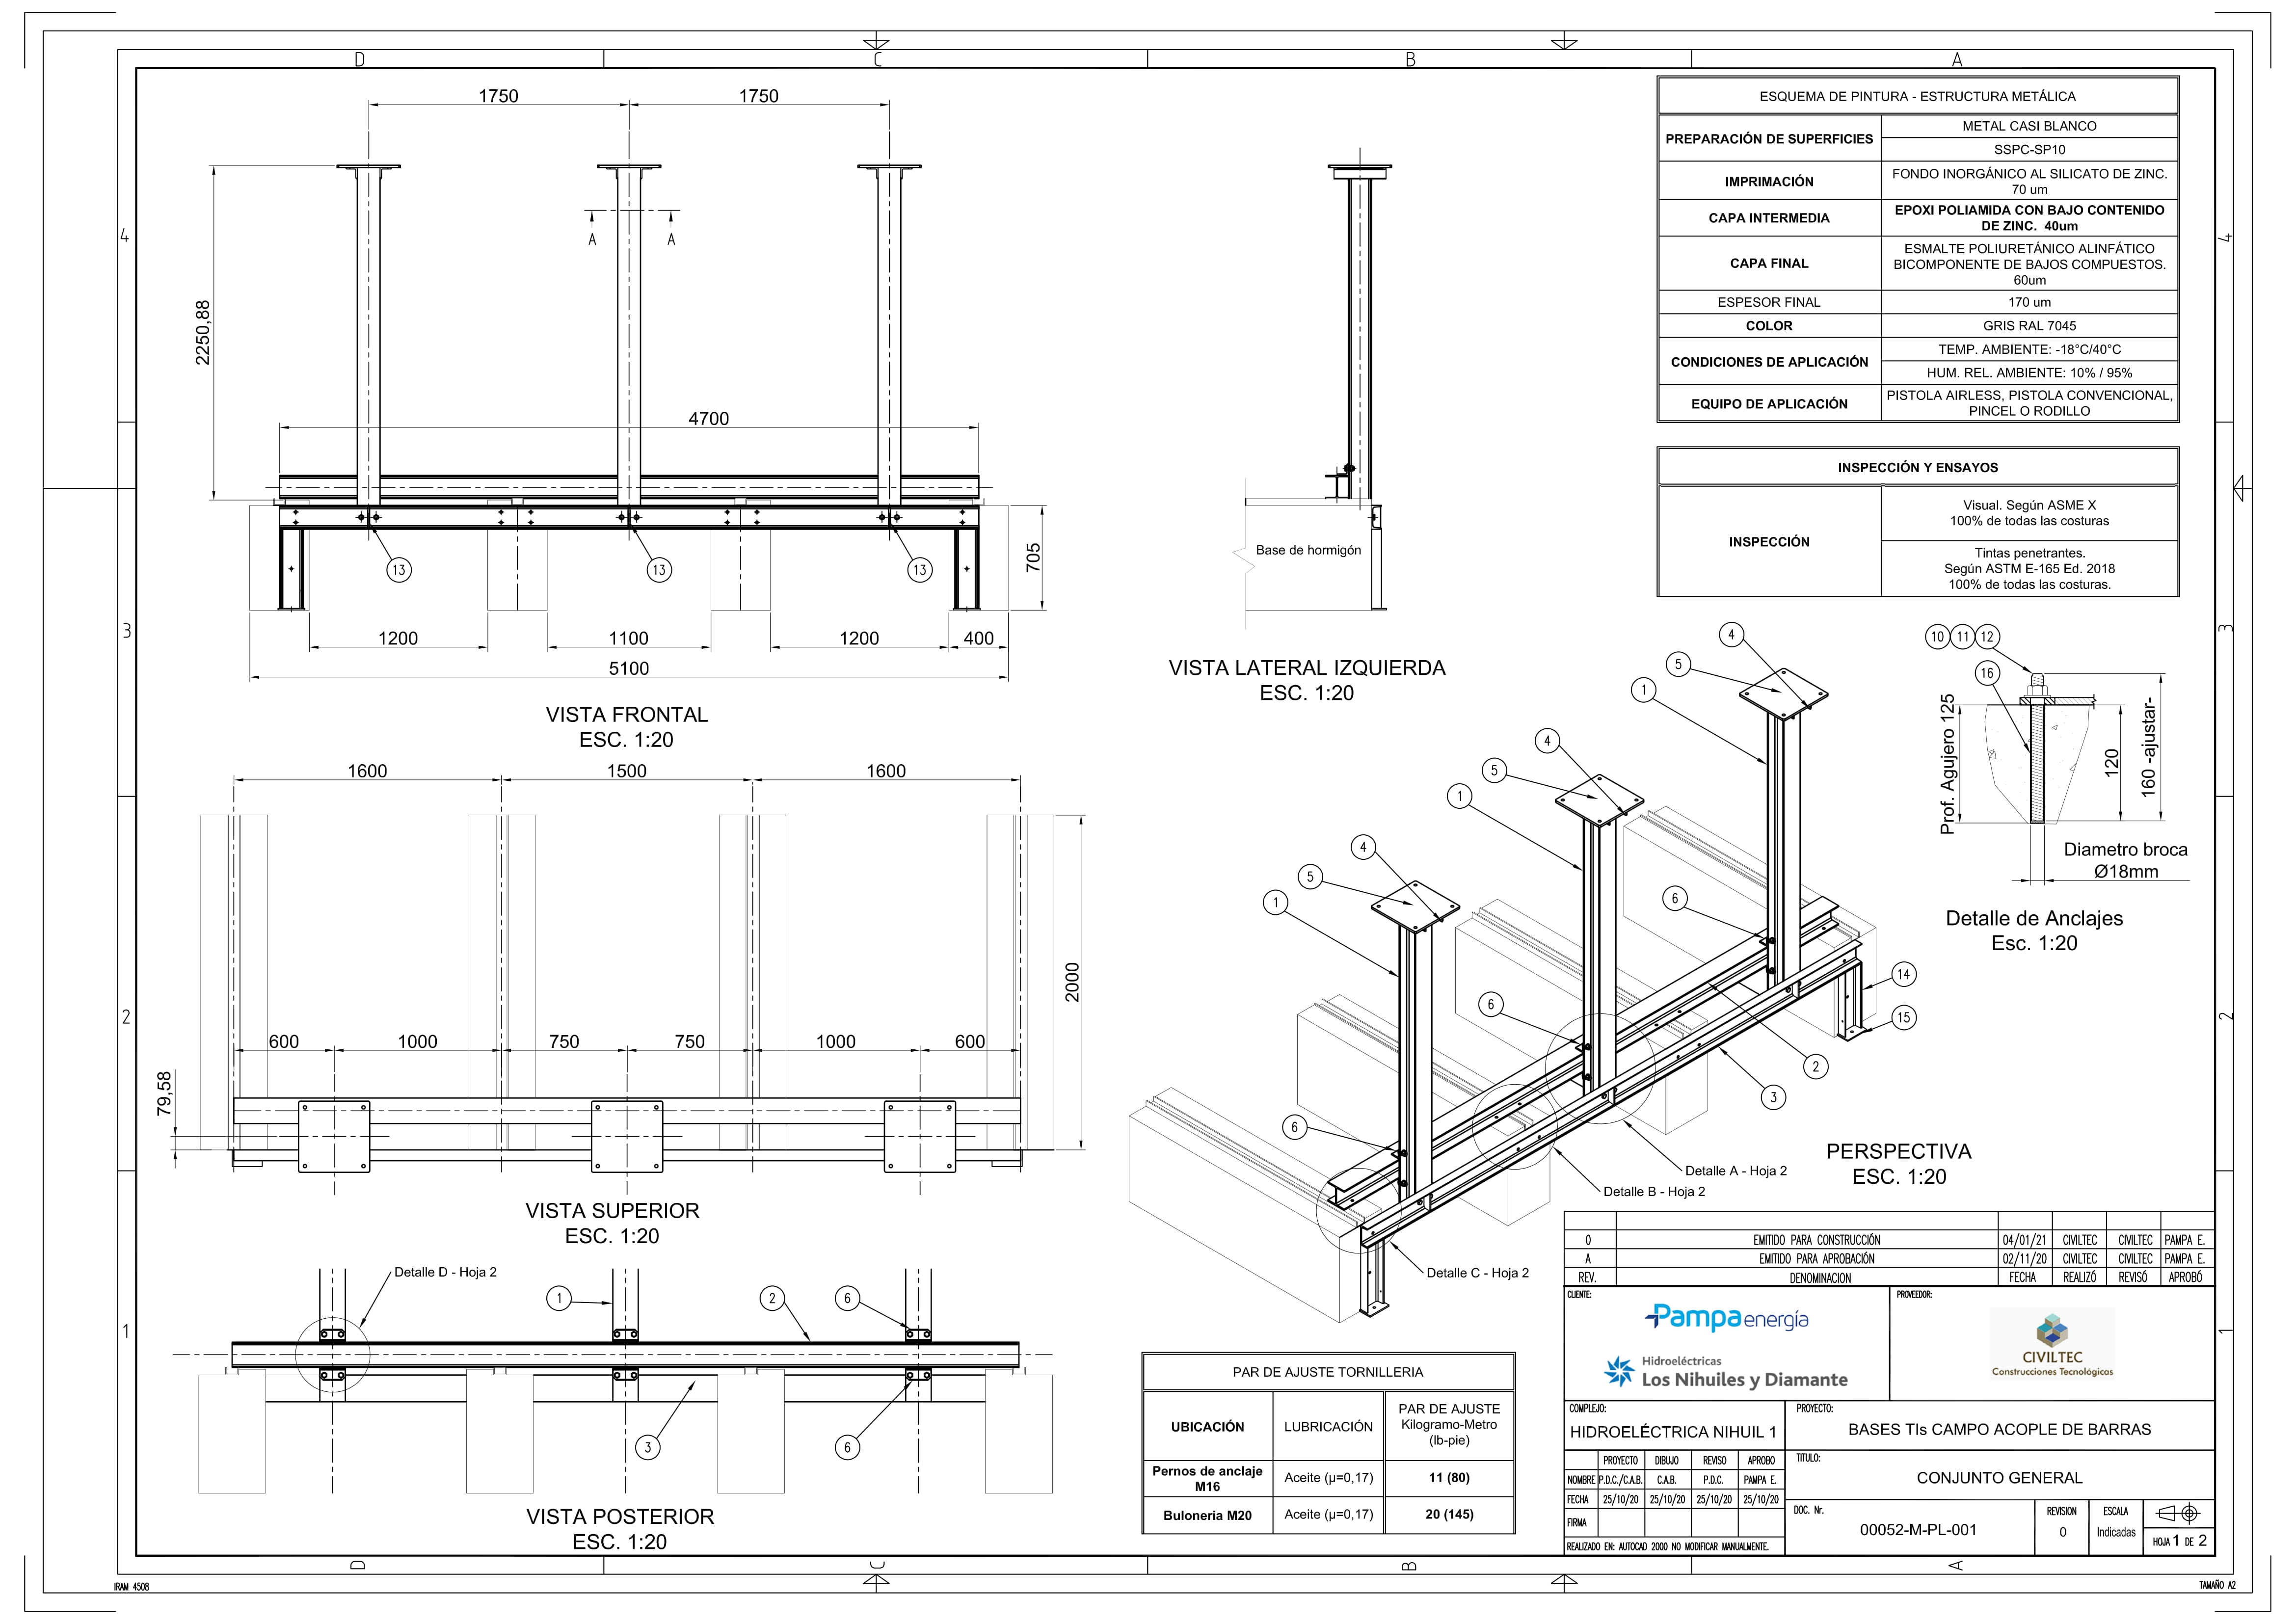 D
C
B
A
4
3
2
1
4
3
2
1
D
C
B
A
1750
1750
2250,88
A
A
4700
705
13
13
13
1200
1100
1200
400
5100
VISTA FRONTAL
ESC. 1:20
Base de hormigón
VISTA LATERAL IZQUIERDA
ESC. 1:20
ESQUEMA DE PINTURA - ESTRUCTURA METÁLICA
PREPARACIÓN DE SUPERFICIES
METAL CASI BLANCO
SSPC-SP10
IMPRIMACIÓN
FONDO INORGÁNICO AL SILICATO DE ZINC.
70 um
CAPA INTERMEDIA
EPOXI POLIAMIDA CON BAJO CONTENIDO
DE ZINC. 40um
CAPA FINAL
ESMALTE POLIURETÁNICO ALINFÁTICO
BICOMPONENTE DE BAJOS COMPUESTOS.
60um
ESPESOR FINAL
170 um
COLOR
GRIS RAL 7045
CONDICIONES DE APLICACIÓN
TEMP. AMBIENTE: -18°C/40°C
HUM. REL. AMBIENTE: 10% / 95%
EQUIPO DE APLICACIÓN
PISTOLA AIRLESS, PISTOLA CONVENCIONAL,
PINCEL O RODILLO
INSPECCIÓN Y ENSAYOS
INSPECCIÓN
Visual. Según ASME X
100% de todas las costuras
Tintas penetrantes.
Según ASTM E-165 Ed. 2018
100% de todas las costuras.
10
11
12
16
Prof. Agujero 125
120
160 -ajustar-
Diametro broca
Ø18mm
Detalle de Anclajes
Esc. 1:20
1600
1500
1600
2000
600
1000
750
750
1000
600
79,58
VISTA SUPERIOR
ESC. 1:20
4
5
1
4
5
1
4
5
1
6
6
6
14
15
2
3
Detalle A - Hoja 2
Detalle B - Hoja 2
Detalle C - Hoja 2
PERSPECTIVA
ESC. 1:20
Detalle D - Hoja 2
1
2
6
3
6
VISTA POSTERIOR
ESC. 1:20
PAR DE AJUSTE TORNILLERIA
UBICACIÓN
LUBRICACIÓN
PAR DE AJUSTE
Kilogramo-Metro
(lb-pie)
Pernos de anclaje
M16
Aceite (µ=0,17)
11 (80)
Buloneria M20
Aceite (µ=0,17)
20 (145)
0 EMITIDO PARA CONSTRUCCIÓN 04/01/21 CIVILTEC CIVILTEC PAMPA E.
A EMITIDO PARA APROBACIÓN 02/11/20 CIVILTEC CIVILTEC PAMPA E.
REV. DENOMINACION FECHA REALIZÓ REVISÓ APROBÓ
CLIENTE:
Pampa energía
Hidroeléctricas
Los Nihuiles y Diamante
PROVEEDOR:
CIVILTEC
Construcciones Tecnológicas
COMPLEJO:
HIDROELÉCTRICA NIHUIL 1
PROYECTO:
BASES TIs CAMPO ACOPLE DE BARRAS
PROYECTO DIBUJO REVISO APROBO
NOMBRE P.D.C./C.A.B. C.A.B. P.D.C. PAMPA E.
FECHA 25/10/20 25/10/20 25/10/20 25/10/20
FIRMA
REALIZADO EN: AUTOCAD 2000 NO MODIFICAR MANUALMENTE.
TITULO:
CONJUNTO GENERAL
DOC. Nr.
00052-M-PL-001
REVISION
0
ESCALA
Indicadas
HOJA 1 DE 2
IRAM 4508
TAMAÑO A2